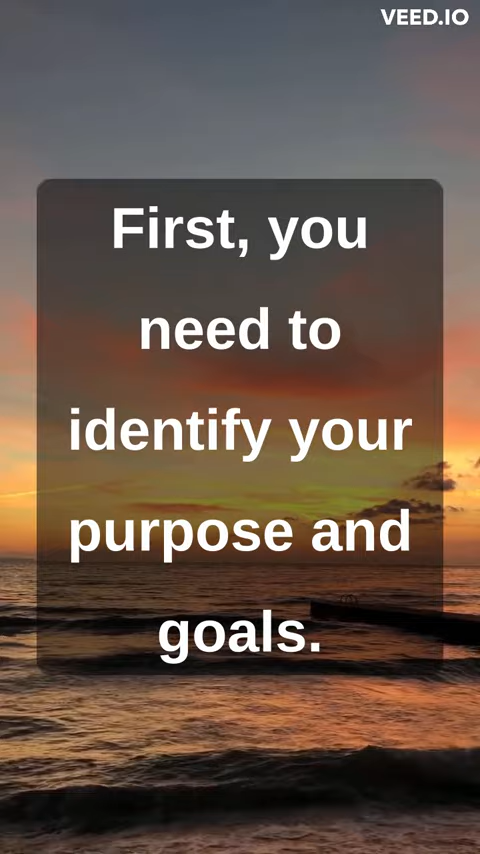 VEED.IO
First, you
need to
identify your
purpose and
goals.